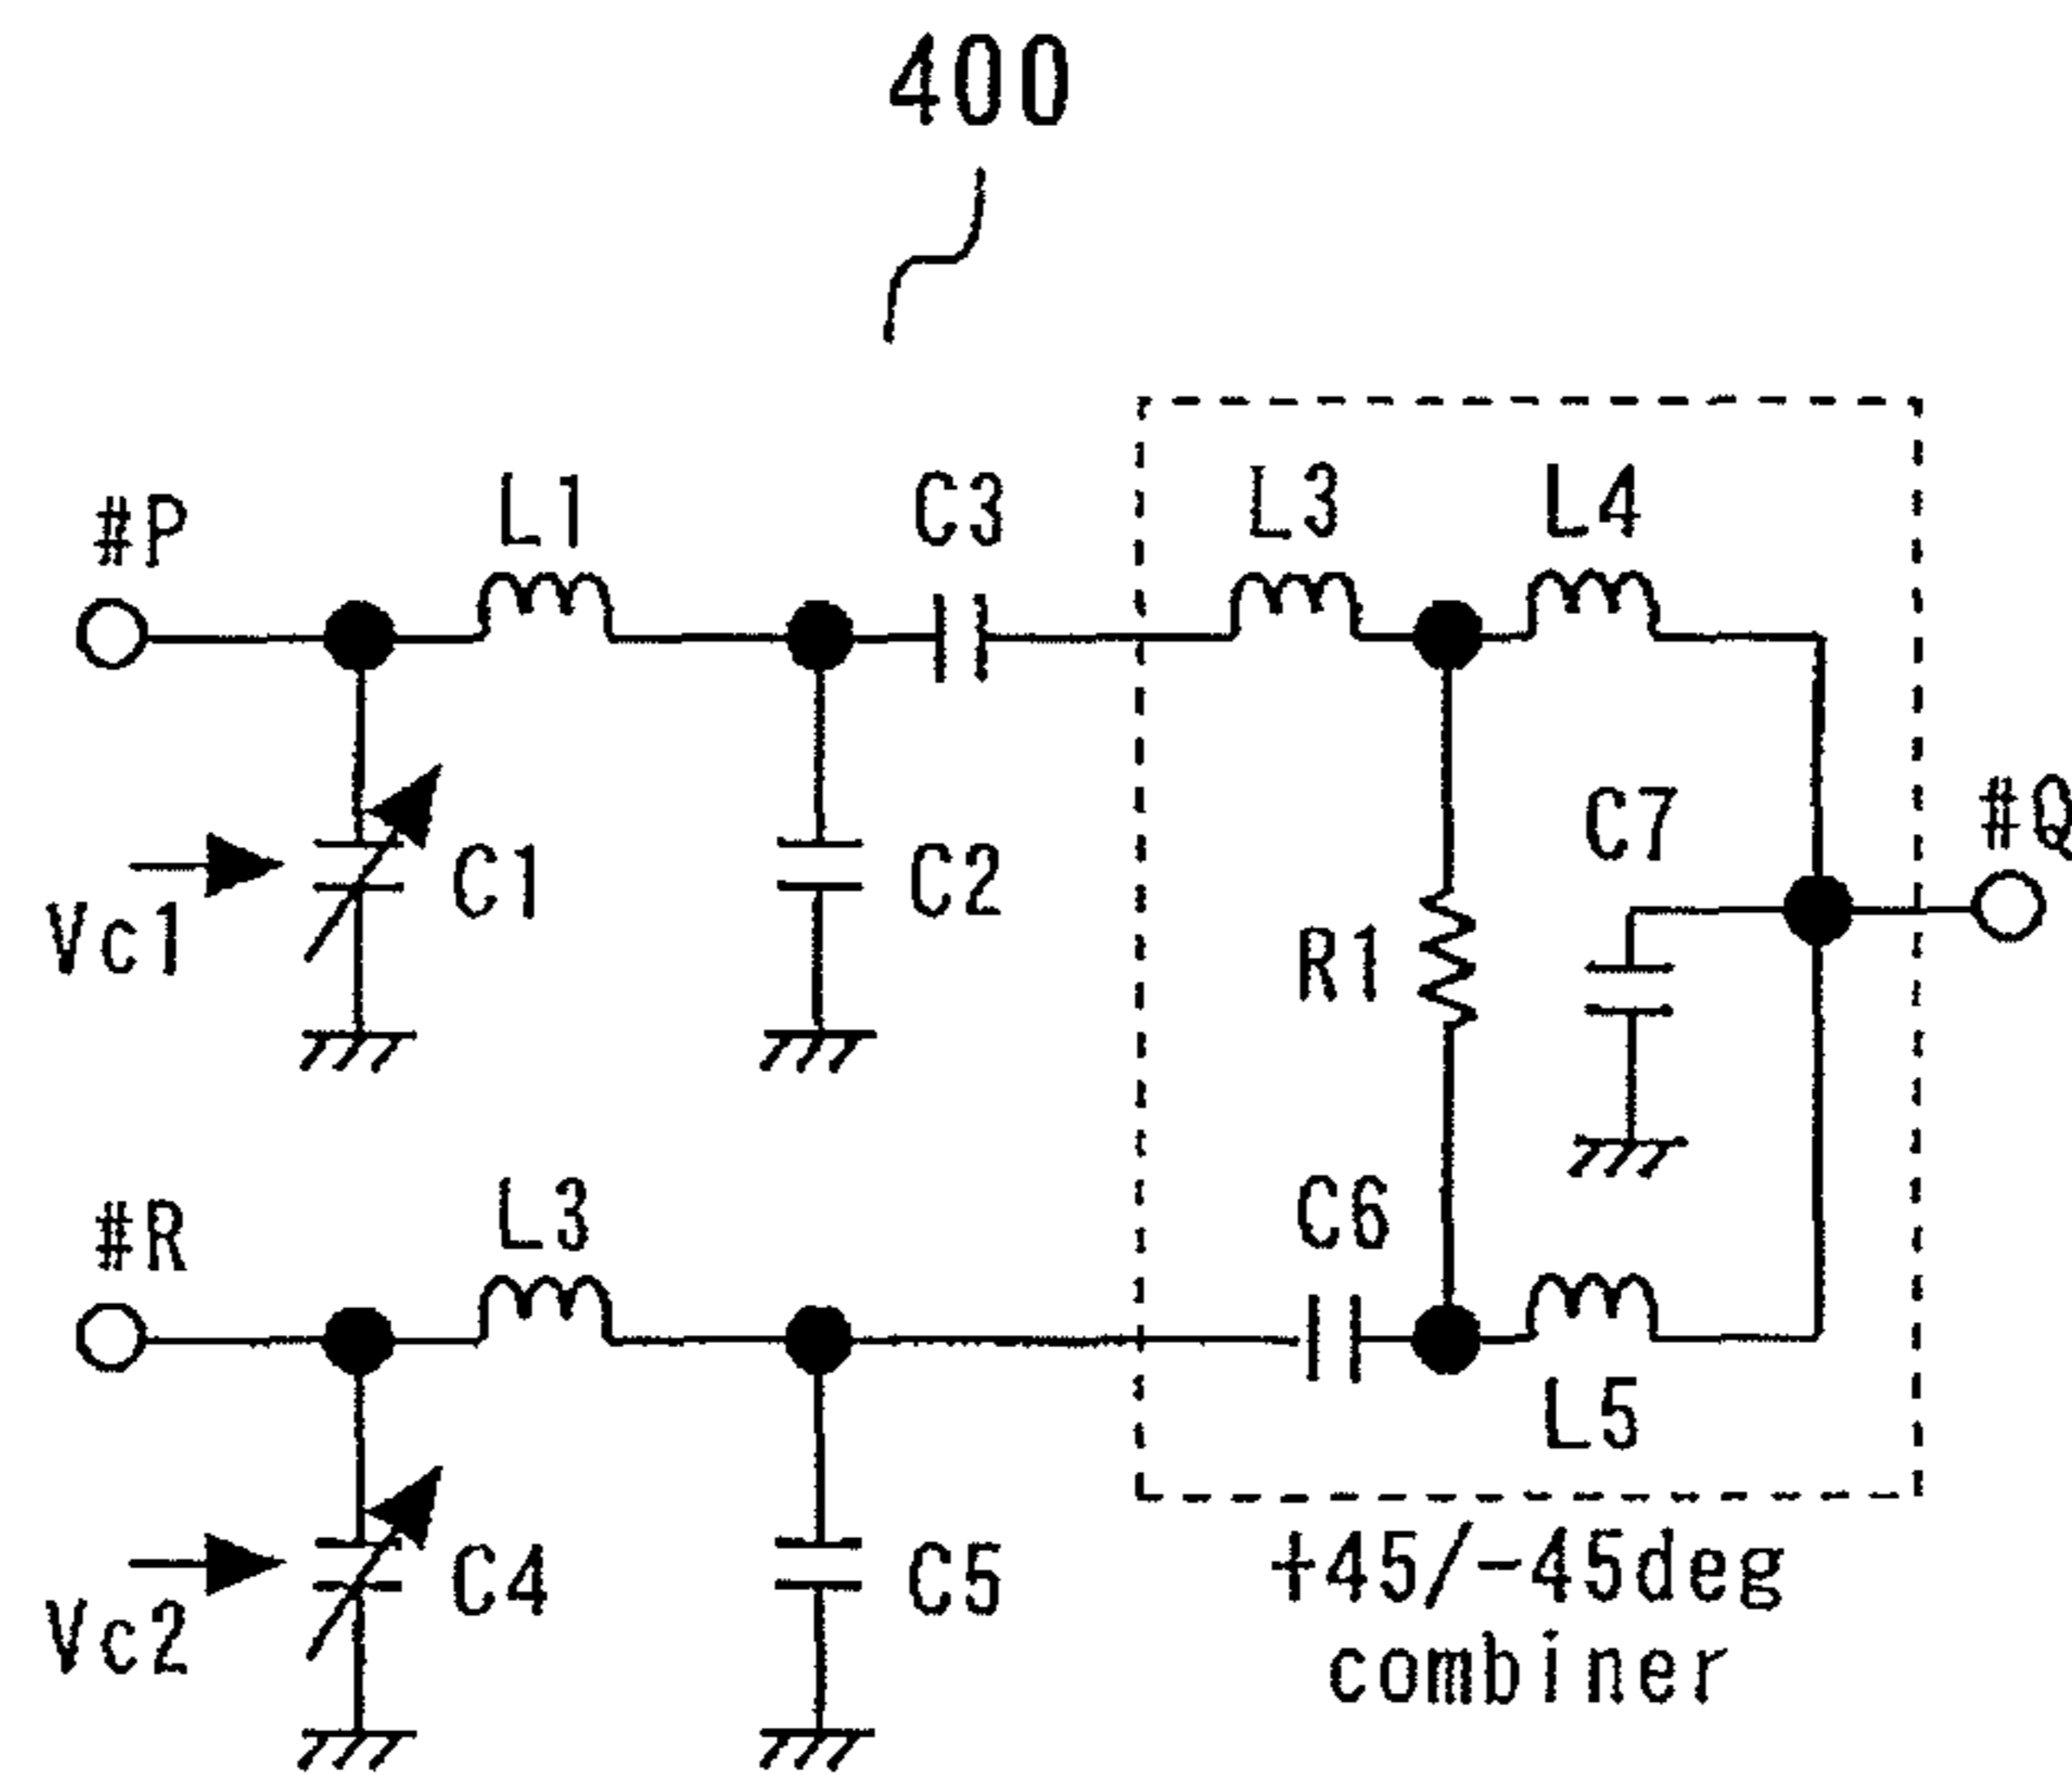 400
#P
L1
C3
L3
L4
Vc1
C1
C2
R1
C7
#Q
#R
L3
C6
L5
Vc2
C4
C5
+45/-45deg
combiner